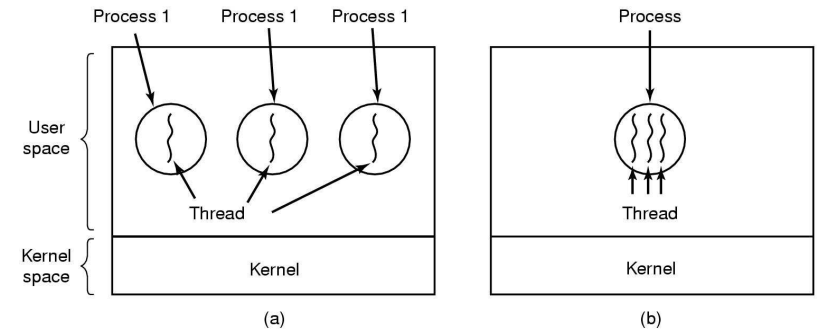 Process 1 Process 1 Process 1 Process
User
space
Thread Thread
Kernel
space
Kernel Kernel
(a) (b)